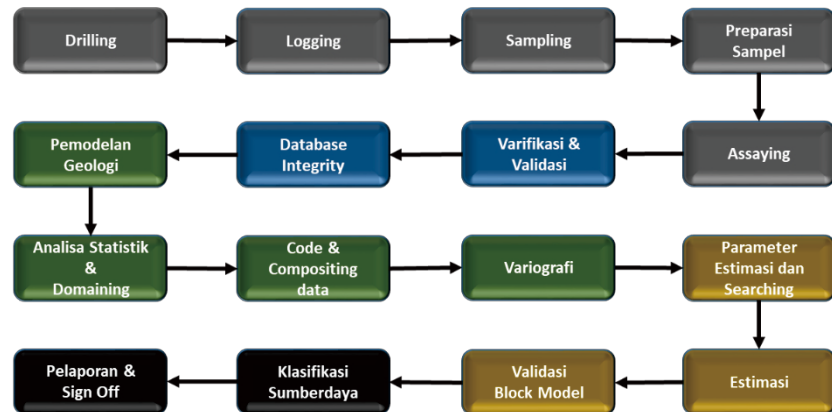 Drilling
Logging
Sampling
Preparasi
Sampel
Pemodelan
Geologi
Database
Integrity
Varifikasi &
Validasi
Assaying
Analisa Statistik
&
Domaining
Code &
Compositing
data
Variografi
Parameter
Estimasi dan
Searching
Pelaporan &
Sign Off
Klasifikasi
Sumberdaya
Validasi
Block Model
Estimasi